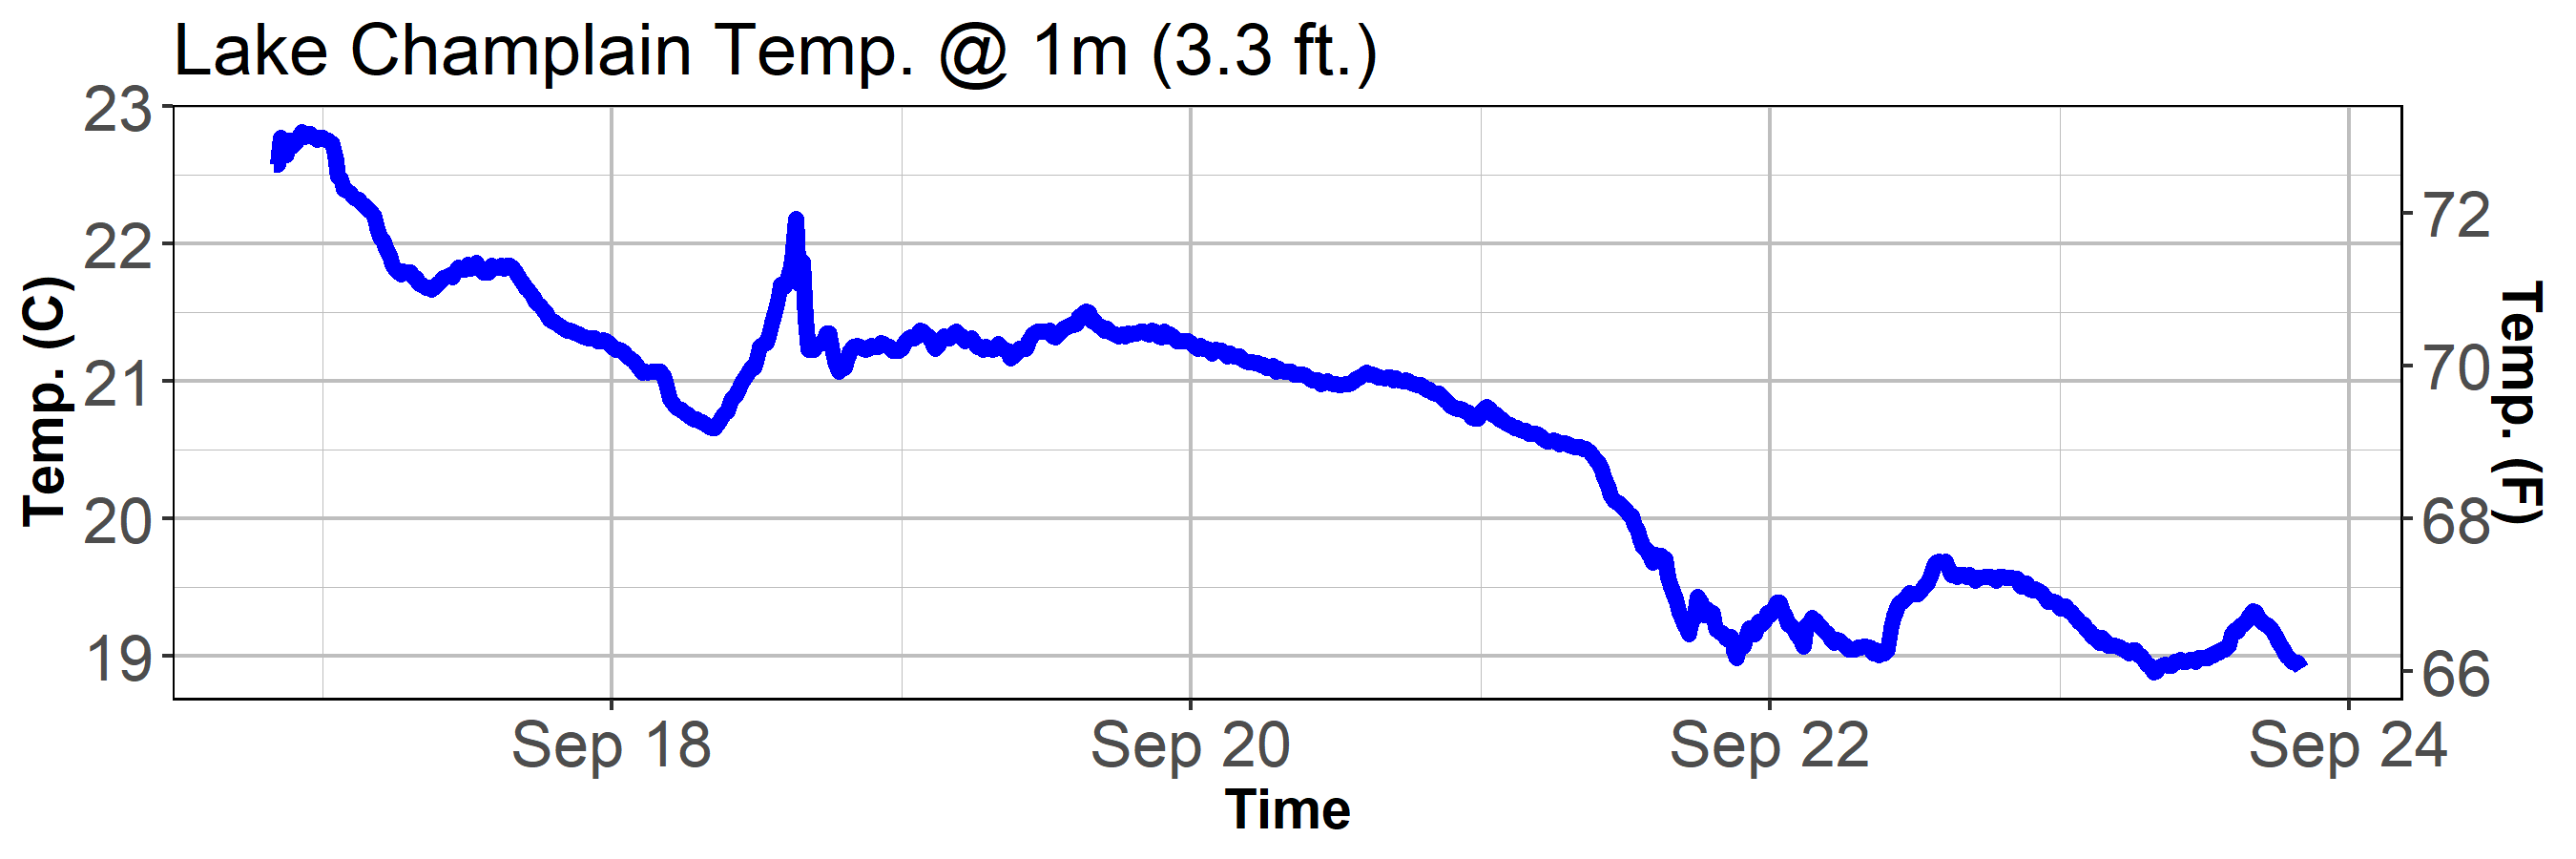 Lake Champlain Temp. @ 1m (3.3 ft.)
23
22
21
20
19
Temp. (C)
72
70
68
66
Temp. (F)
Sep 18
Sep 20
Sep 22
Sep 24
Time